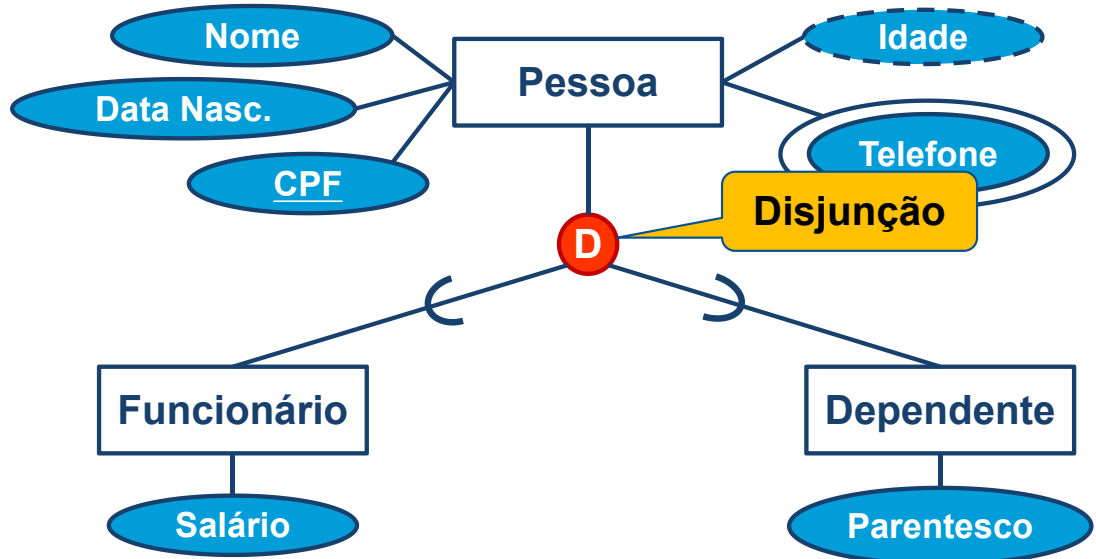 Nome
Idade
Pessoa
Data Nasc.
Telefone
CPF
Disjunção
D
Funcionário
Dependente
Salário
Parentesco